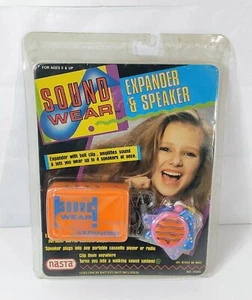 FOR AGES 8 & UP
SOUND
WEAR
EXPANDER
& SPEAKER
Expander with belt clip... amplifies sound
& lets you wear up to 4 speakers at once.
SOUND
WEAR
EXPANDER
Speaker plugs into any portable cassette player or radio
Clip them anywhere
Turns you into a walking sound system!
nasta